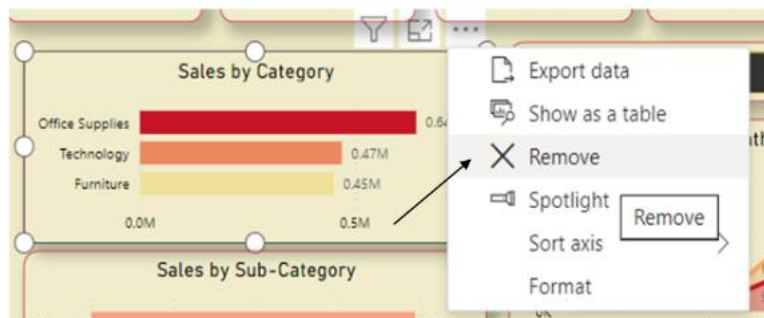 Sales by Category
Office Supplies
Technology 0.47M
Furniture 0.45M
0.0M 0.5M
Sales by Sub-Category
Export data
Show as a table
Remove
Spotlight
Remove
Sort axis
Format